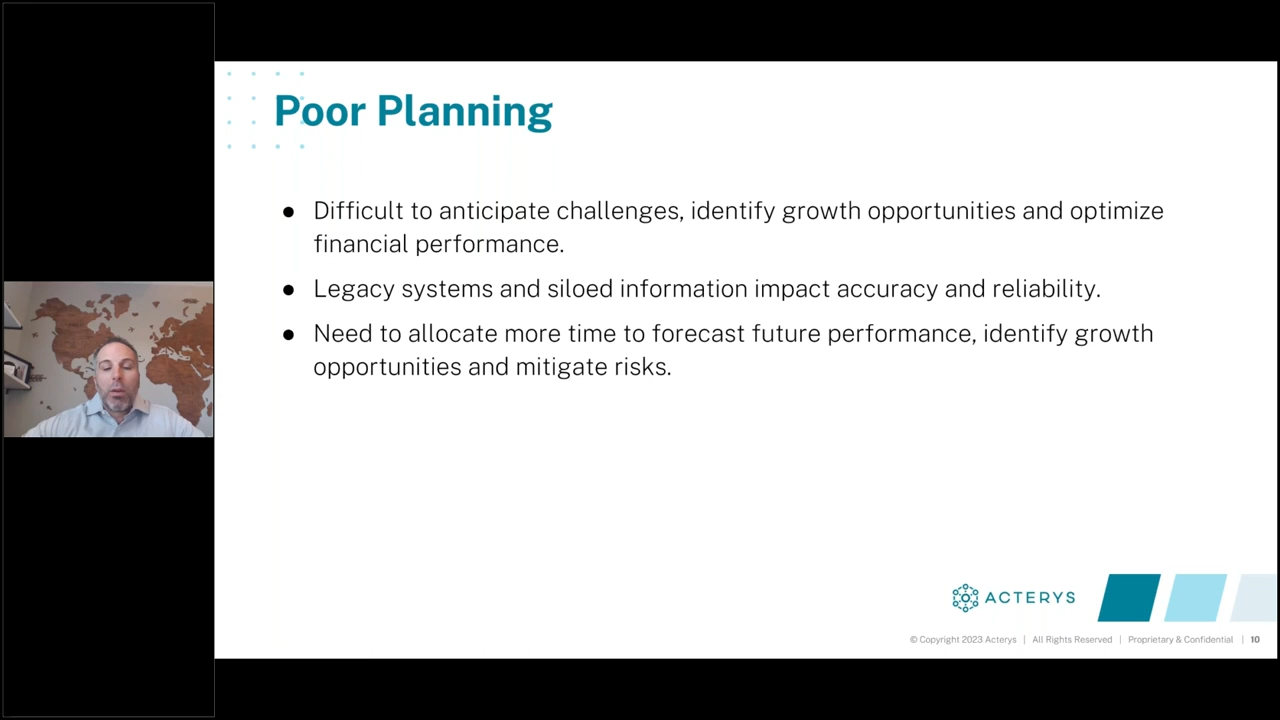 Poor Planning
● Difficult to anticipate challenges, identify growth opportunities and optimize
financial performance.
● Legacy systems and siloed information impact accuracy and reliability.
● Need to allocate more time to forecast future performance, identify growth
opportunities and mitigate risks.
ACTERYS
© Copyright 2023 Acterys | All Rights Reserved | Proprietary & Confidential | 10